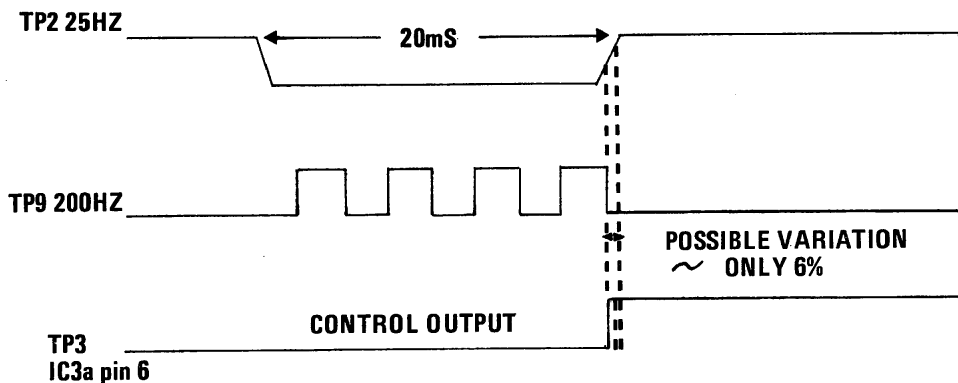 TP2 25HZ
20mS
TP9 200HZ
POSSIBLE VARIATION
~ ONLY 6%
CONTROL OUTPUT
TP3
IC3a pin 6